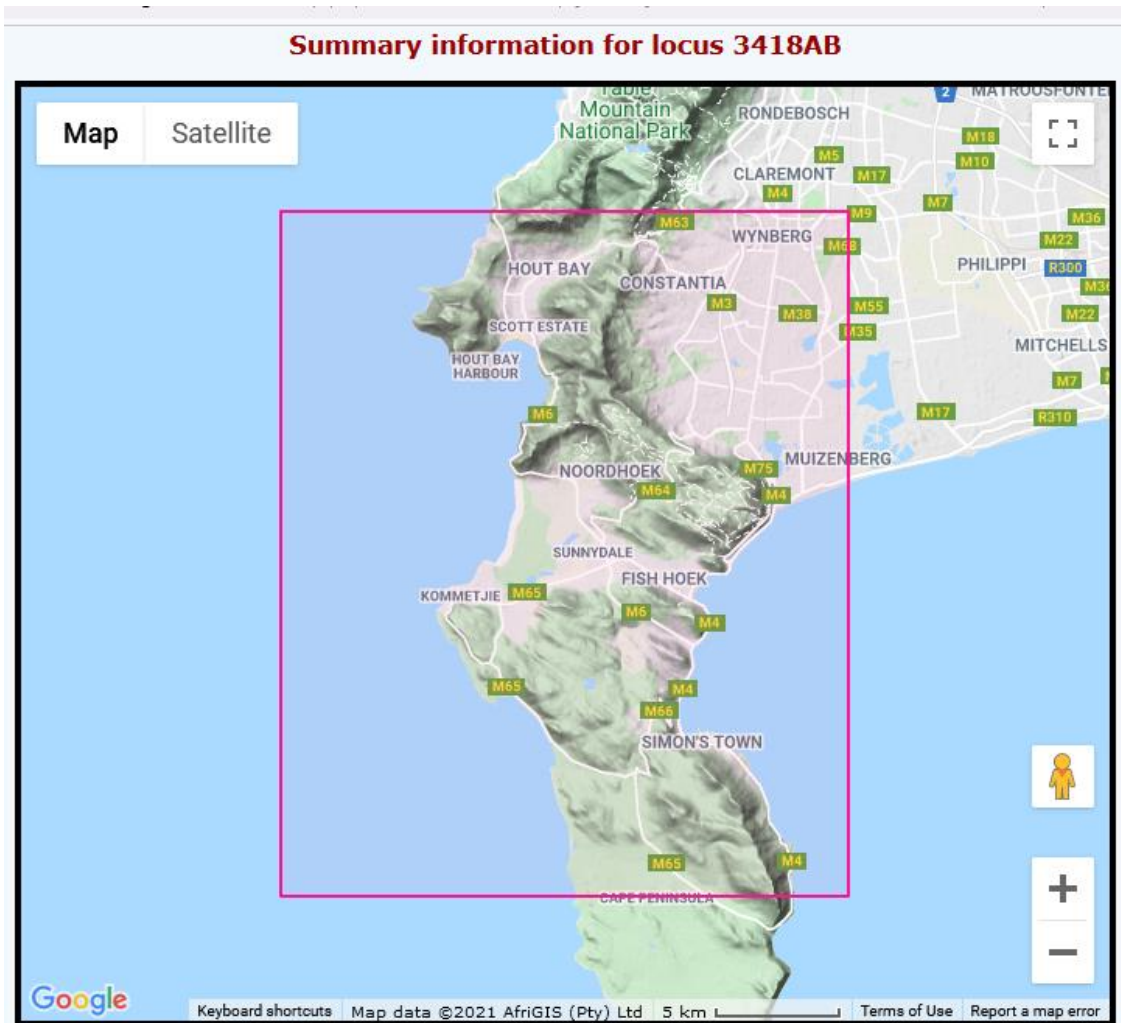 Summary information for locus 3418AB
Map
Satellite
Table
Mountain
National Park
RONDEBOSCH
2
M18
M5
M10
CLAREMONT
M17
M4
M7
M9
M36
M63
WYNBERG
M68
M22
HOUT BAY
PHILIPPI
R300
CONSTANTIA
M3
M38
M55
M22
SCOTT ESTATE
M35
MITCHELLS
HOUT BAY
HARBOUR
M7
M6
M17
R310
NOORDHOEK
M75
MUIZENBERG
M64
M4
SUNNYDALE
FISH HOEK
KOMMETJIE
M65
M6
M4
M65
M4
M66
SIMON'S TOWN
M65
M4
CAPE PENINSULA
Google
Keyboard shortcuts
Map data ©2021 AfriGIS (Pty) Ltd
5 km
Terms of Use
Report a map error